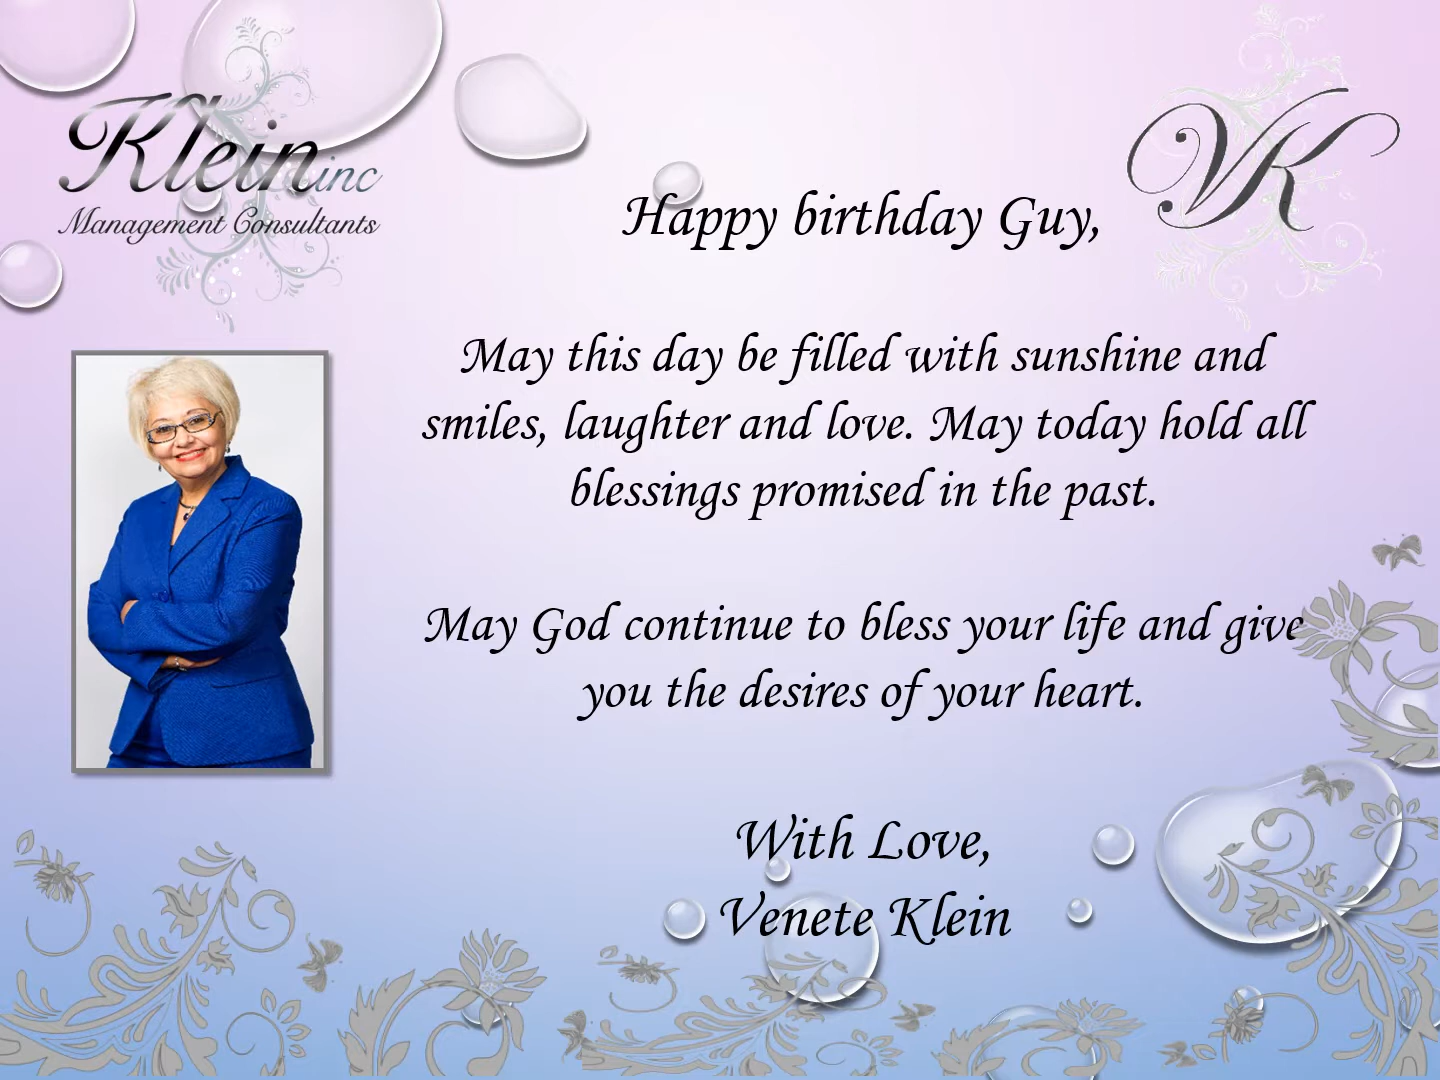 Klein inc
Management Consultants
VK
Happy birthday Guy,
May this day be filled with sunshine and
smiles, laughter and love. May today hold all
blessings promised in the past.
May God continue to bless your life and give
you the desires of your heart.
With Love,
Venete Klein